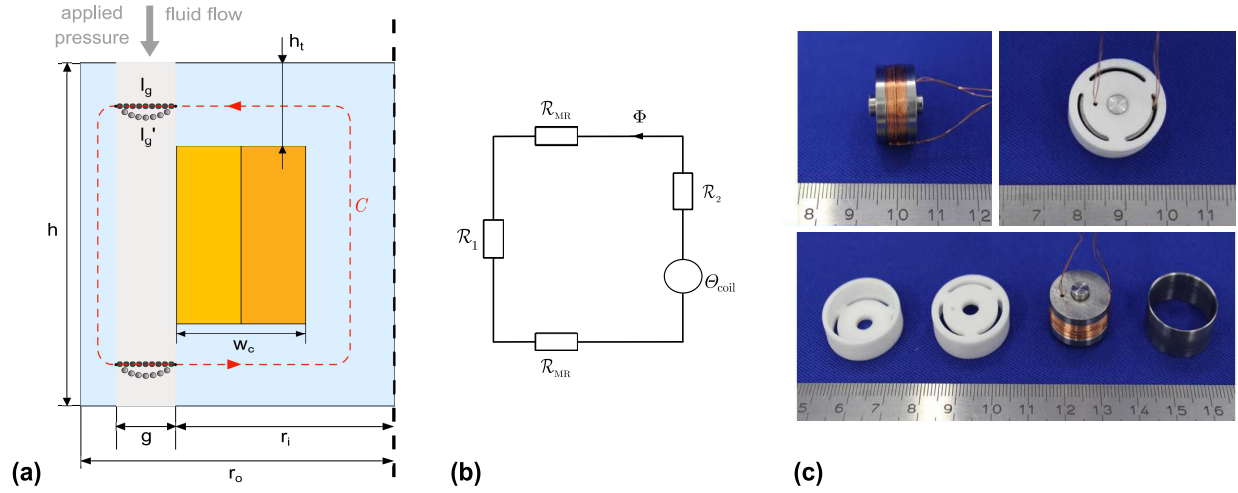 applied
pressure
fluid flow
h_t
l_g
l_g'
h
C
w_c
g
r_i
r_o
(a)
ℛ_MR
Φ
ℛ_2
ℛ_1
Θ_coil
ℛ_MR
(b)
8 9 10 11 12
7 8 9 10 11
5 6 7 8 9 10 11 12 13 14 15 16
(c)